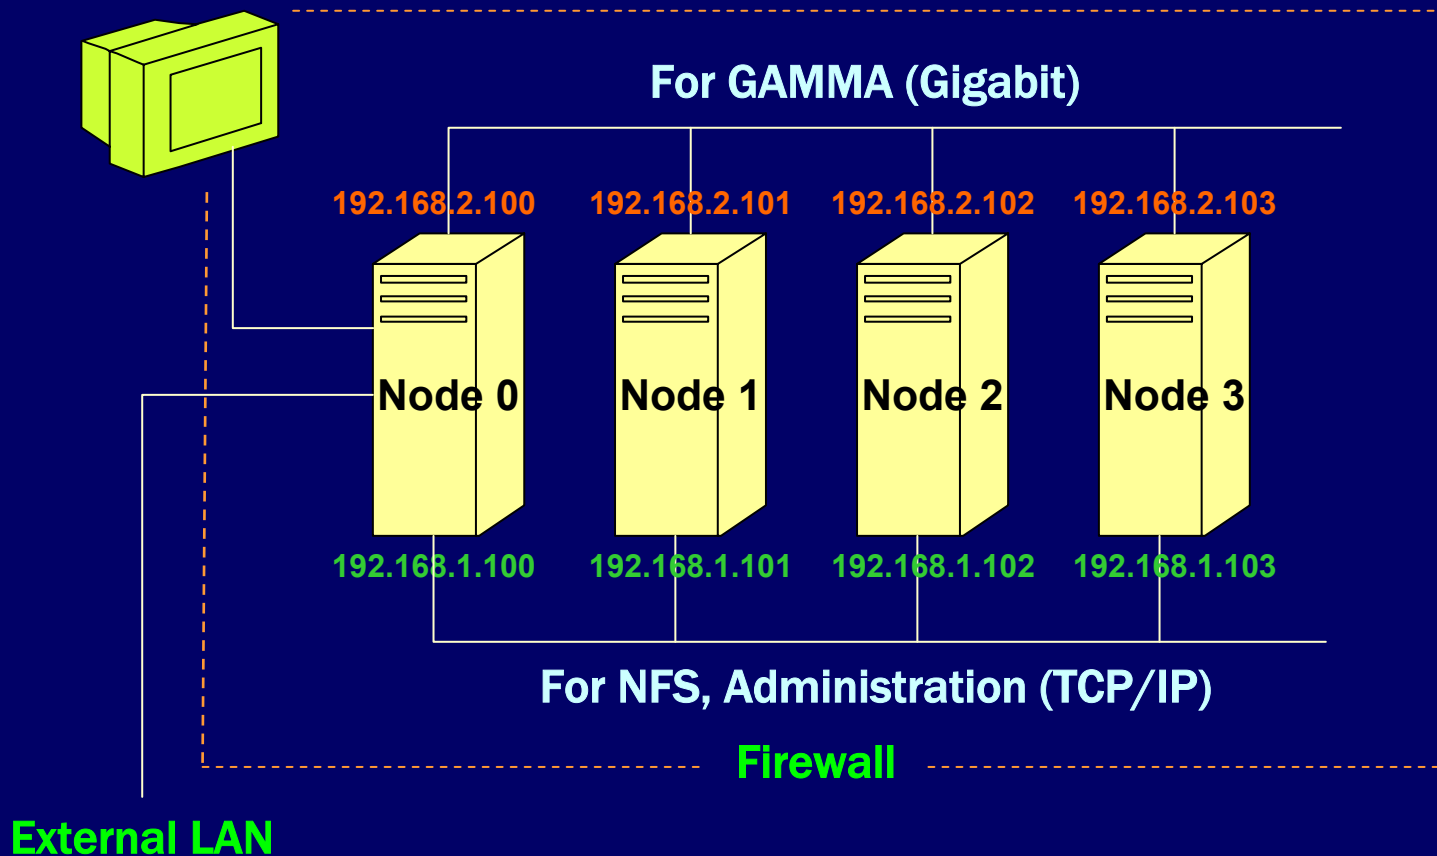 For GAMMA (Gigabit)
192.168.2.100 192.168.2.101 192.168.2.102 192.168.2.103
Node 0 Node 1 Node 2 Node 3
192.168.1.100 192.168.1.101 192.168.1.102 192.168.1.103
For NFS, Administration (TCP/IP)
Firewall
External LAN